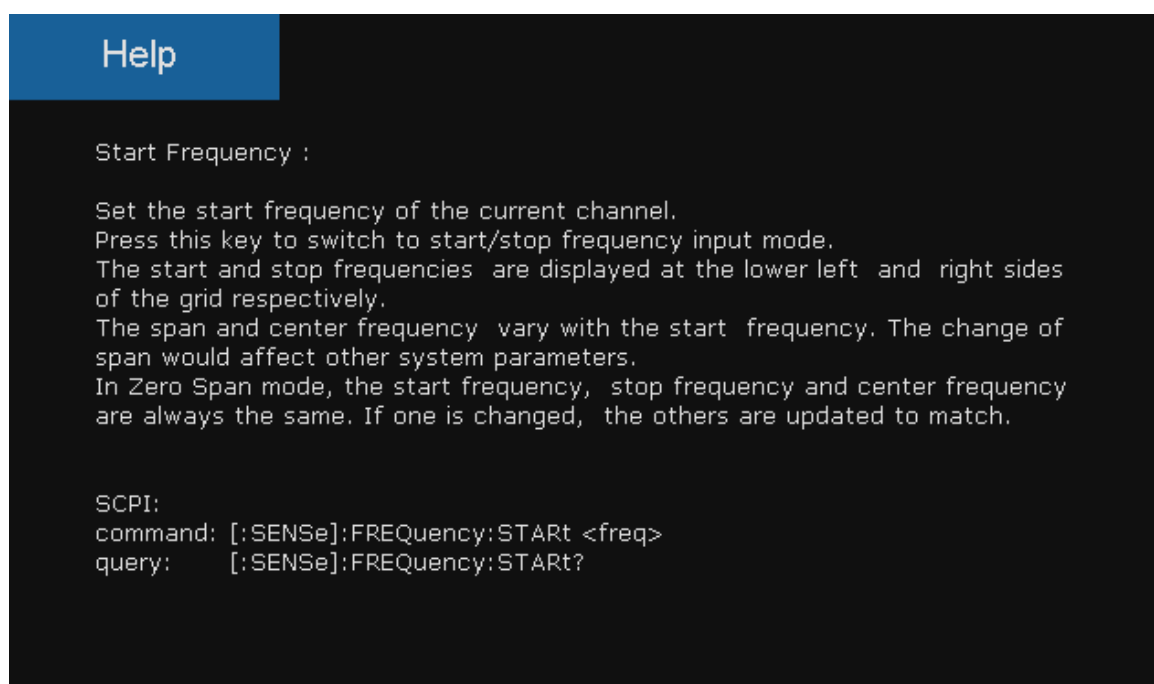 Help
Start Frequency :
Set the start frequency of the current channel.
Press this key to switch to start/stop frequency input mode.
The start and stop frequencies  are displayed at the lower left  and  right sides
of the grid respectively.
The span and center frequency  vary with the start  frequency. The change of
span would affect other system parameters.
In Zero Span mode, the start frequency,  stop frequency and center frequency
are always the same. If one is changed,  the others are updated to match.
SCPI:
command: [:SENSe]:FREQuency:STARt <freq>
query:     [:SENSe]:FREQuency:STARt?